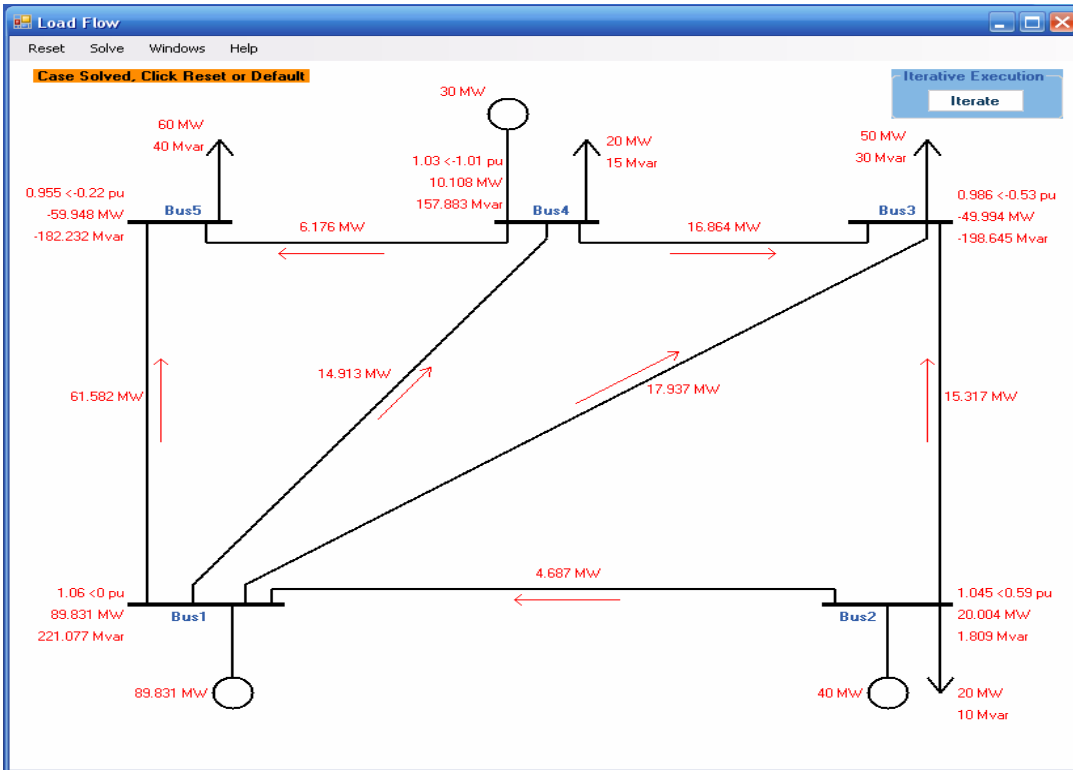 Load Flow
Reset Solve Windows Help
Case Solved, Click Reset or Default
Iterative Execution
Iterate
30 MW
60 MW
40 Mvar
20 MW
15 Mvar
50 MW
30 Mvar
1.03 <-1.01 pu
10.108 MW
157.883 Mvar
0.955 <-0.22 pu
-59.948 MW
-182.232 Mvar
0.986 <-0.53 pu
-49.994 MW
-198.645 Mvar
Bus5
Bus4
Bus3
6.176 MW
16.864 MW
14.913 MW
17.937 MW
61.582 MW
15.317 MW
4.687 MW
1.06 <0 pu
89.831 MW
221.077 Mvar
Bus1
1.045 <0.59 pu
20.004 MW
1.809 Mvar
Bus2
89.831 MW
40 MW
20 MW
10 Mvar